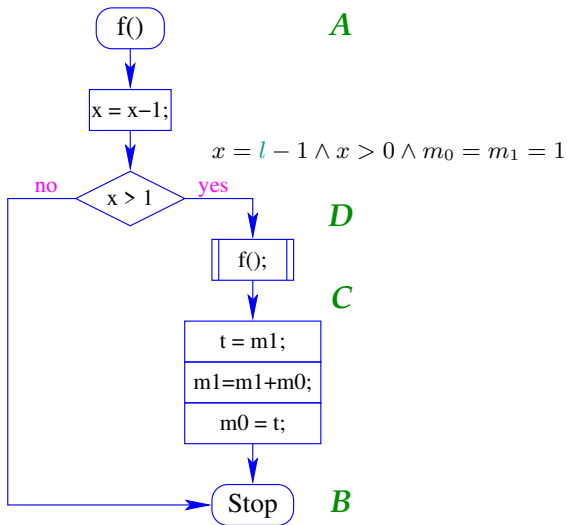 f() A
x = x−1;
x = l − 1 ∧ x > 0 ∧ m₀ = m₁ = 1
no x > 1 yes
D
f();
C
t = m1;
m1=m1+m0;
m0 = t;
Stop B